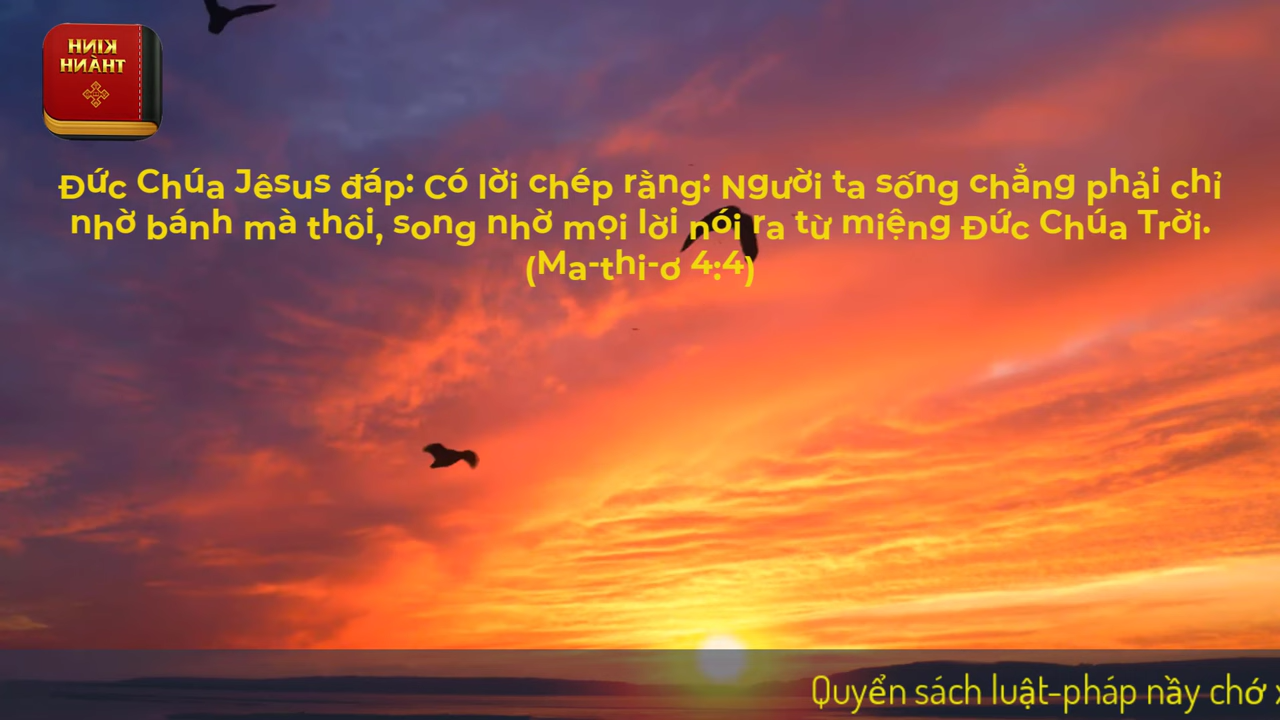 KINH
THÀNH
Đức Chúa Jêsus đáp: Có lời chép rằng: Người ta sống chẳng phải chỉ
nhờ bánh mà thôi, song nhờ mọi lời nói ra từ miệng Đức Chúa Trời.
(Ma-thi-ơ 4:4)
Quyển sách luật-pháp nầy chớ